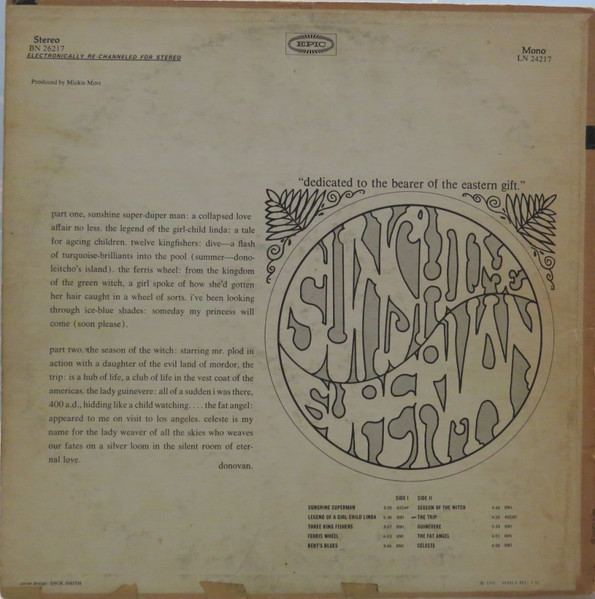 Stereo
BN 26217
ELECTRONICALLY RE-CHANNELED FOR STEREO
EPIC
Mono
LN 24217
Produced by Mickie Most
"dedicated to the bearer of the eastern gift."
part one, sunshine super-duper man: a collapsed love
affair no less. the legend of the girl-child linda: a tale
for ageing children. twelve kingfishers: dive—a flash
of turquoise-brilliants into the pool (summer—dono-
leitcho's island). the ferris wheel: from the kingdom
of the green witch, a girl spoke of how she'd gotten
her hair caught in a wheel of sorts. i've been looking
through ice-blue shades: someday my princess will
come (soon please).
part two. the season of the witch: starring mr. plod in
action with a daughter of the evil land of mordor, the
trip: is a hub of life, a club of life in the vest coat of the
americas. the lady guinevere: all of a sudden i was there,
400 a.d., hidding like a child watching. . . . the fat angel:
appeared to me on visit to los angeles. celeste is my
name for the lady weaver of all the skies who weaves
our fates on a silver loom in the silent room of eter-
nal love.
donovan.
SUNSHINE
SUPERMAN
SIDE I
SUNSHINE SUPERMAN
LEGEND OF A GIRL CHILD LINDA
THREE KING FISHERS
FERRIS WHEEL
BERT'S BLUES
SIDE II
SEASON OF THE WITCH
THE TRIP
GUINEVERE
THE FAT ANGEL
CELESTE
cover design: DICK SMITH